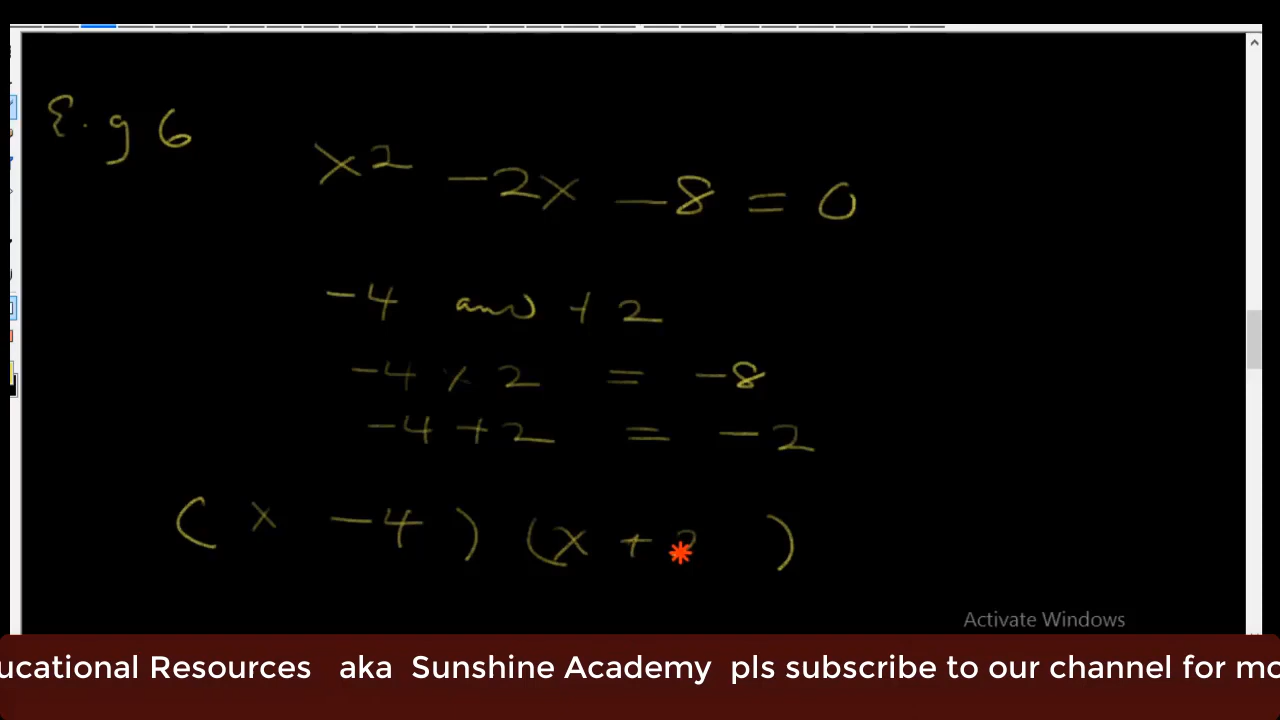 E.g 6
x² -2x -8 = 0
-4 and +2
-4 x 2 = -8
-4 + 2 = -2
( x -4 ) ( x + 2 )
Activate Windows
ucational Resources aka Sunshine Academy pls subscribe to our channel for mo